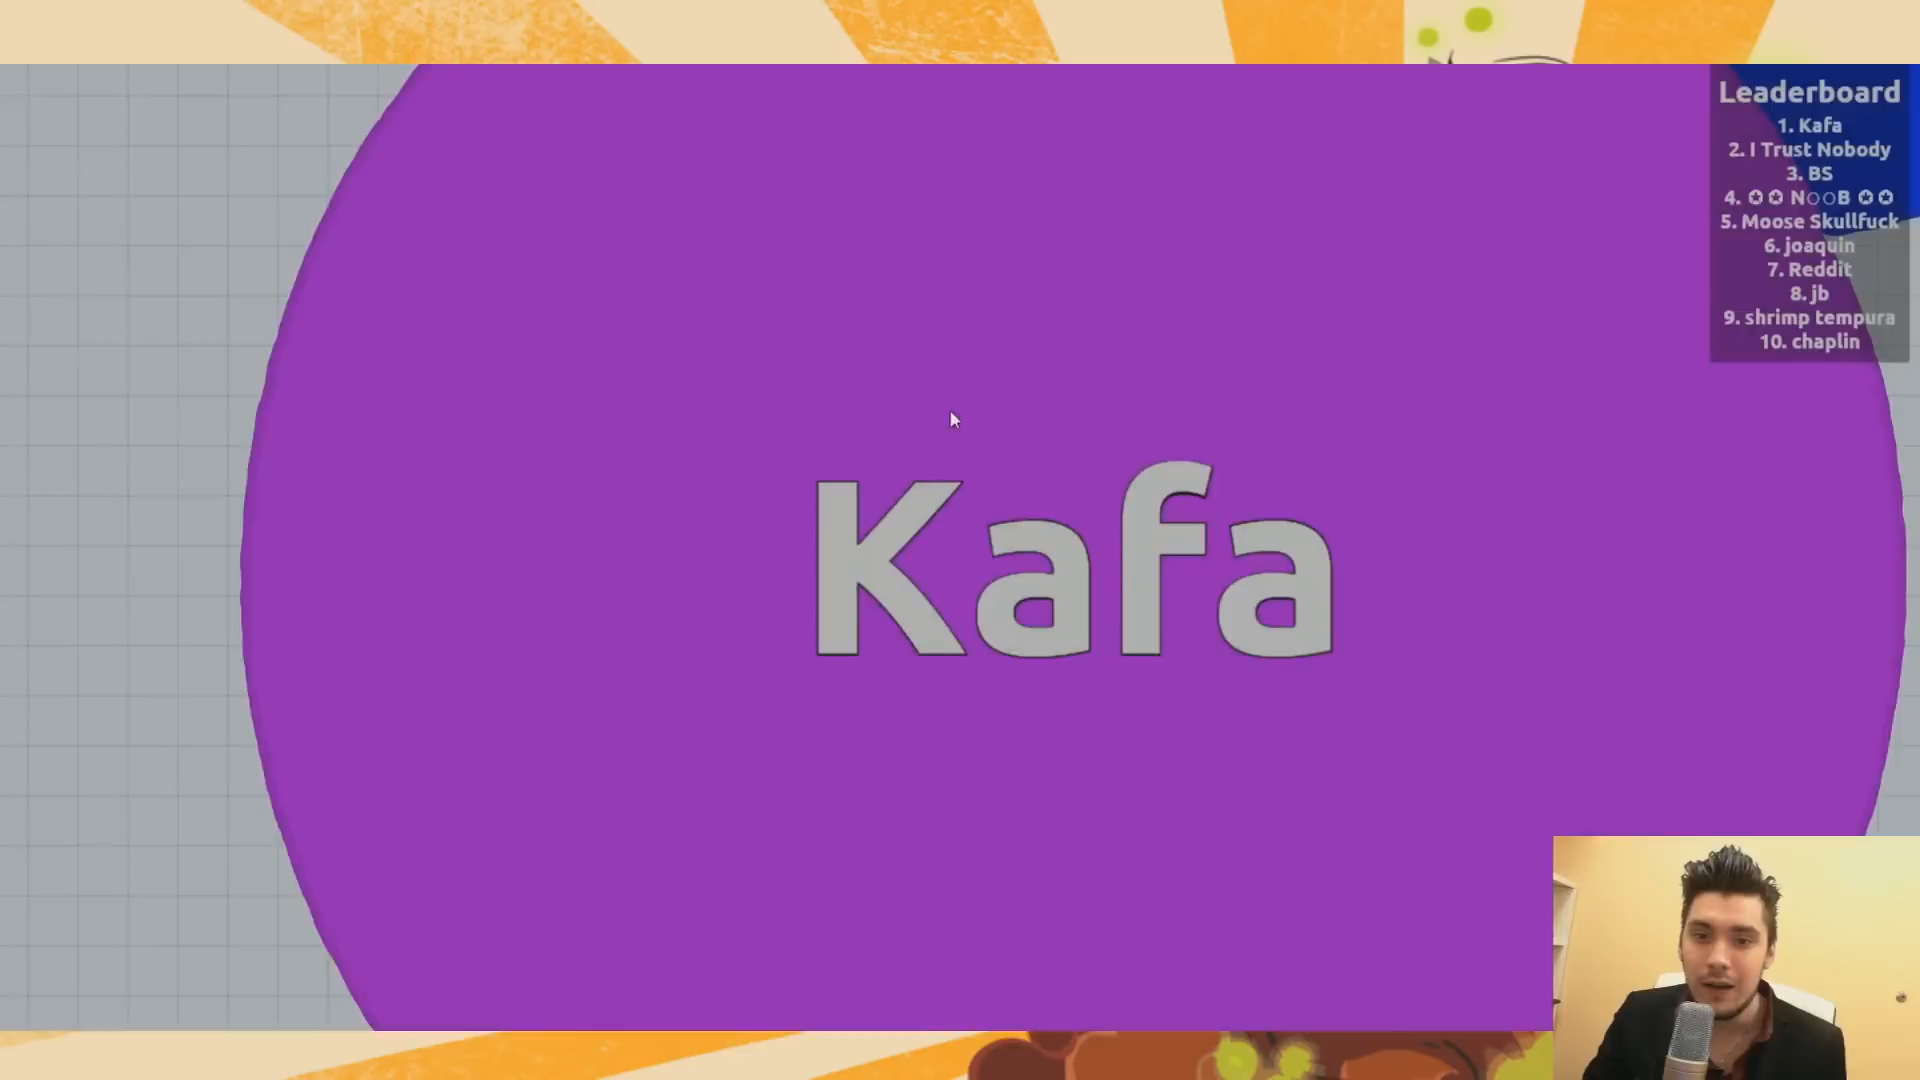 Leaderboard
1. Kafa
2. I Trust Nobody
3. BS
4. ✪ ✪ N○○B ✪ ✪
5. Moose Skullfuck
6. joaquin
7. Reddit
8. jb
9. shrimp tempura
10. chaplin
Kafa